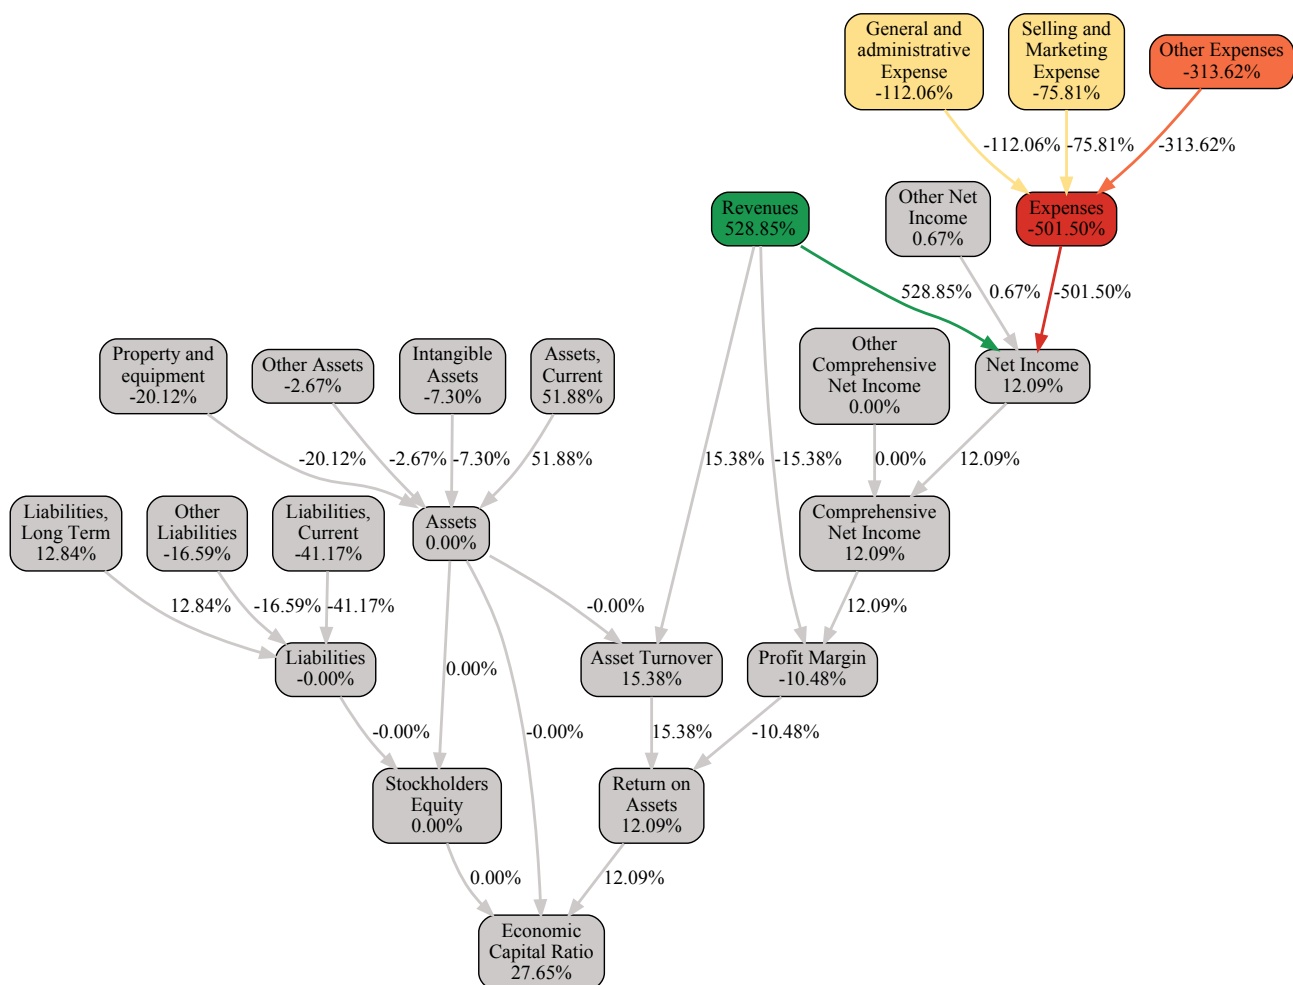 General and
administrative
Expense
-112.06%
Selling and
Marketing
Expense
-75.81%
Other Expenses
-313.62%
-112.06%
-75.81%
-313.62%
Revenues
528.85%
Other Net
Income
0.67%
Expenses
-501.50%
528.85%
0.67%
-501.50%
Property and
equipment
-20.12%
Other Assets
-2.67%
Intangible
Assets
-7.30%
Assets,
Current
51.88%
Other
Comprehensive
Net Income
0.00%
Net Income
12.09%
-20.12%
-2.67%
-7.30%
51.88%
15.38%
-15.38%
0.00%
12.09%
Liabilities,
Long Term
12.84%
Other
Liabilities
-16.59%
Liabilities,
Current
-41.17%
Assets
0.00%
Comprehensive
Net Income
12.09%
12.84%
-16.59%
-41.17%
-0.00%
12.09%
Liabilities
-0.00%
0.00%
Asset Turnover
15.38%
Profit Margin
-10.48%
-0.00%
-0.00%
15.38%
-10.48%
Stockholders
Equity
0.00%
Return on
Assets
12.09%
0.00%
12.09%
Economic
Capital Ratio
27.65%